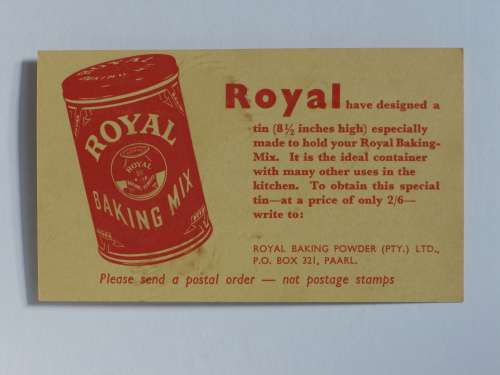 ROYAL
ROYAL
BAKING MIX
Royal have designed a
tin (8½ inches high) especially
made to hold your Royal Baking-
Mix. It is the ideal container
with many other uses in the
kitchen. To obtain this special
tin—at a price of only 2/6—
write to:
ROYAL BAKING POWDER (PTY.) LTD.,
P.O. BOX 321, PAARL.
Please send a postal order — not postage stamps